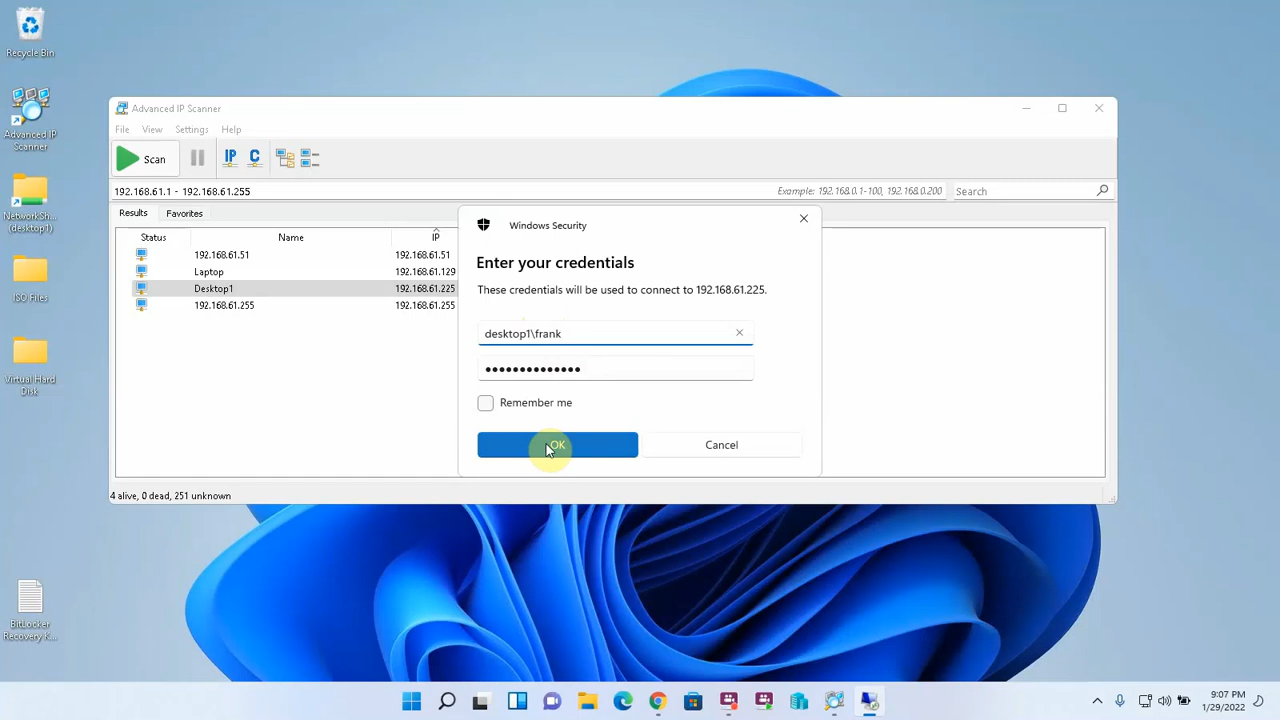 Recycle Bin
Advanced IP
Scanner
NetworkSh...
(desktop1)
ISO Files
Virtual Hard
Disk
BitLocker
Recovery K...
Advanced IP Scanner
File View Settings Help
Scan
IP C
192.168.61.1 - 192.168.61.255
Example: 192.168.0.1-100, 192.168.0.200
Search
Results Favorites
Status Name IP
192.168.61.51 192.168.61.51
Laptop 192.168.61.129
Desktop1 192.168.61.225
192.168.61.255 192.168.61.255
4 alive, 0 dead, 251 unknown
Windows Security
Enter your credentials
These credentials will be used to connect to 192.168.61.225.
desktop1\frank
••••••••••••••
Remember me
OK Cancel
9:07 PM
1/29/2022